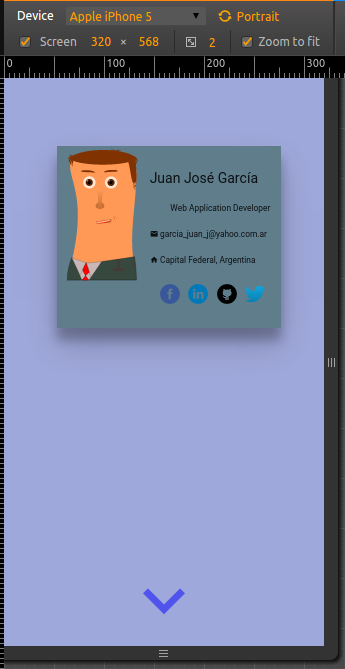 Device Apple iPhone 5 Portrait
Screen 320 × 568 2 Zoom to fit
0 100 200 300
Juan José García
Web Application Developer
garcia_juan_j@yahoo.com.ar
Capital Federal, Argentina
f in